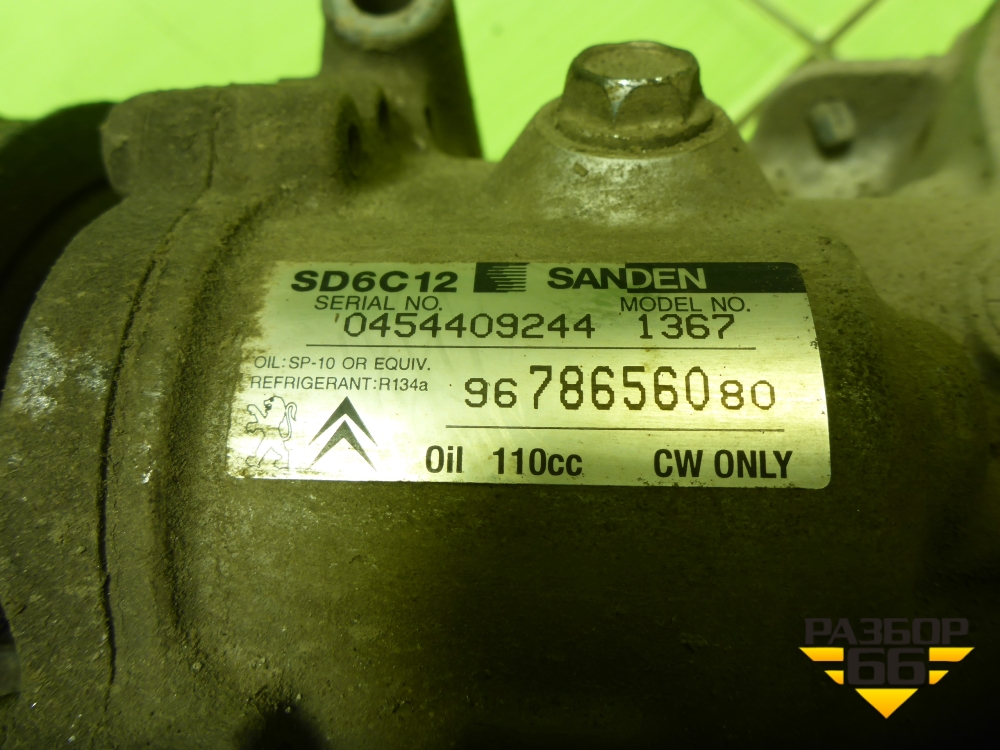 SD6C12 SANDEN
SERIAL NO. MODEL NO.
'0454409244 1367
OIL: SP-10 OR EQUIV.
REFRIGERANT: R134a
9678656080
Oil 110cc CW ONLY
РАЗБОР
66